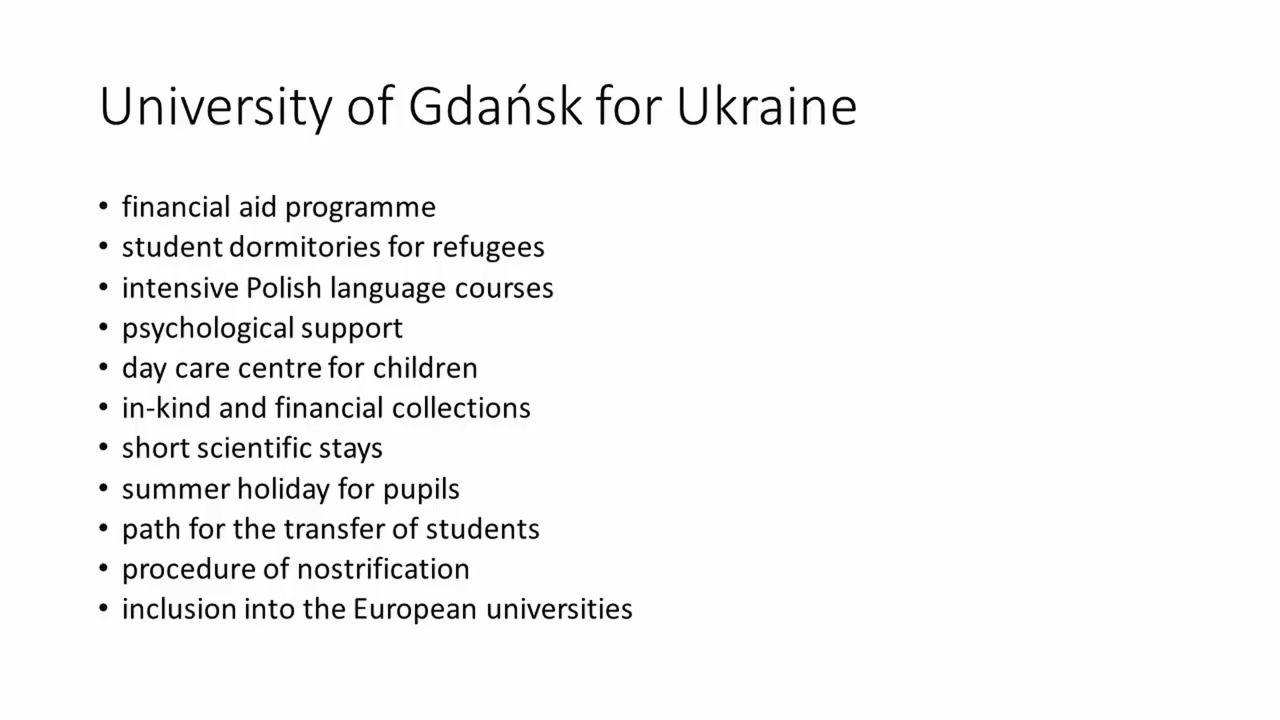 University of Gdańsk for Ukraine
• financial aid programme
• student dormitories for refugees
• intensive Polish language courses
• psychological support
• day care centre for children
• in-kind and financial collections
• short scientific stays
• summer holiday for pupils
• path for the transfer of students
• procedure of nostrification
• inclusion into the European universities